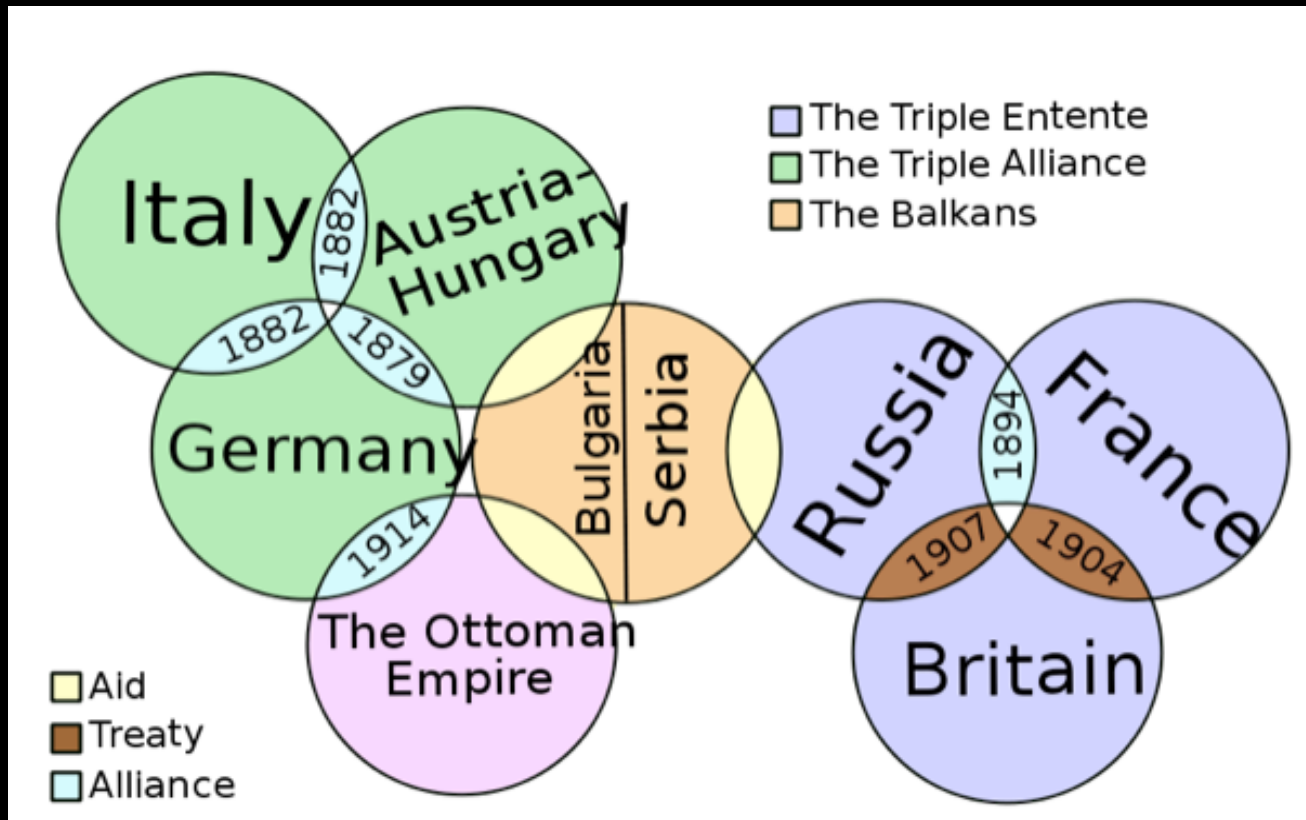 Italy
1882
Austria-
Hungary
1882
1879
Germany
1914
The Ottoman
Empire
Bulgaria
Serbia
Russia
1894
France
1907
1904
Britain
The Triple Entente
The Triple Alliance
The Balkans
Aid
Treaty
Alliance